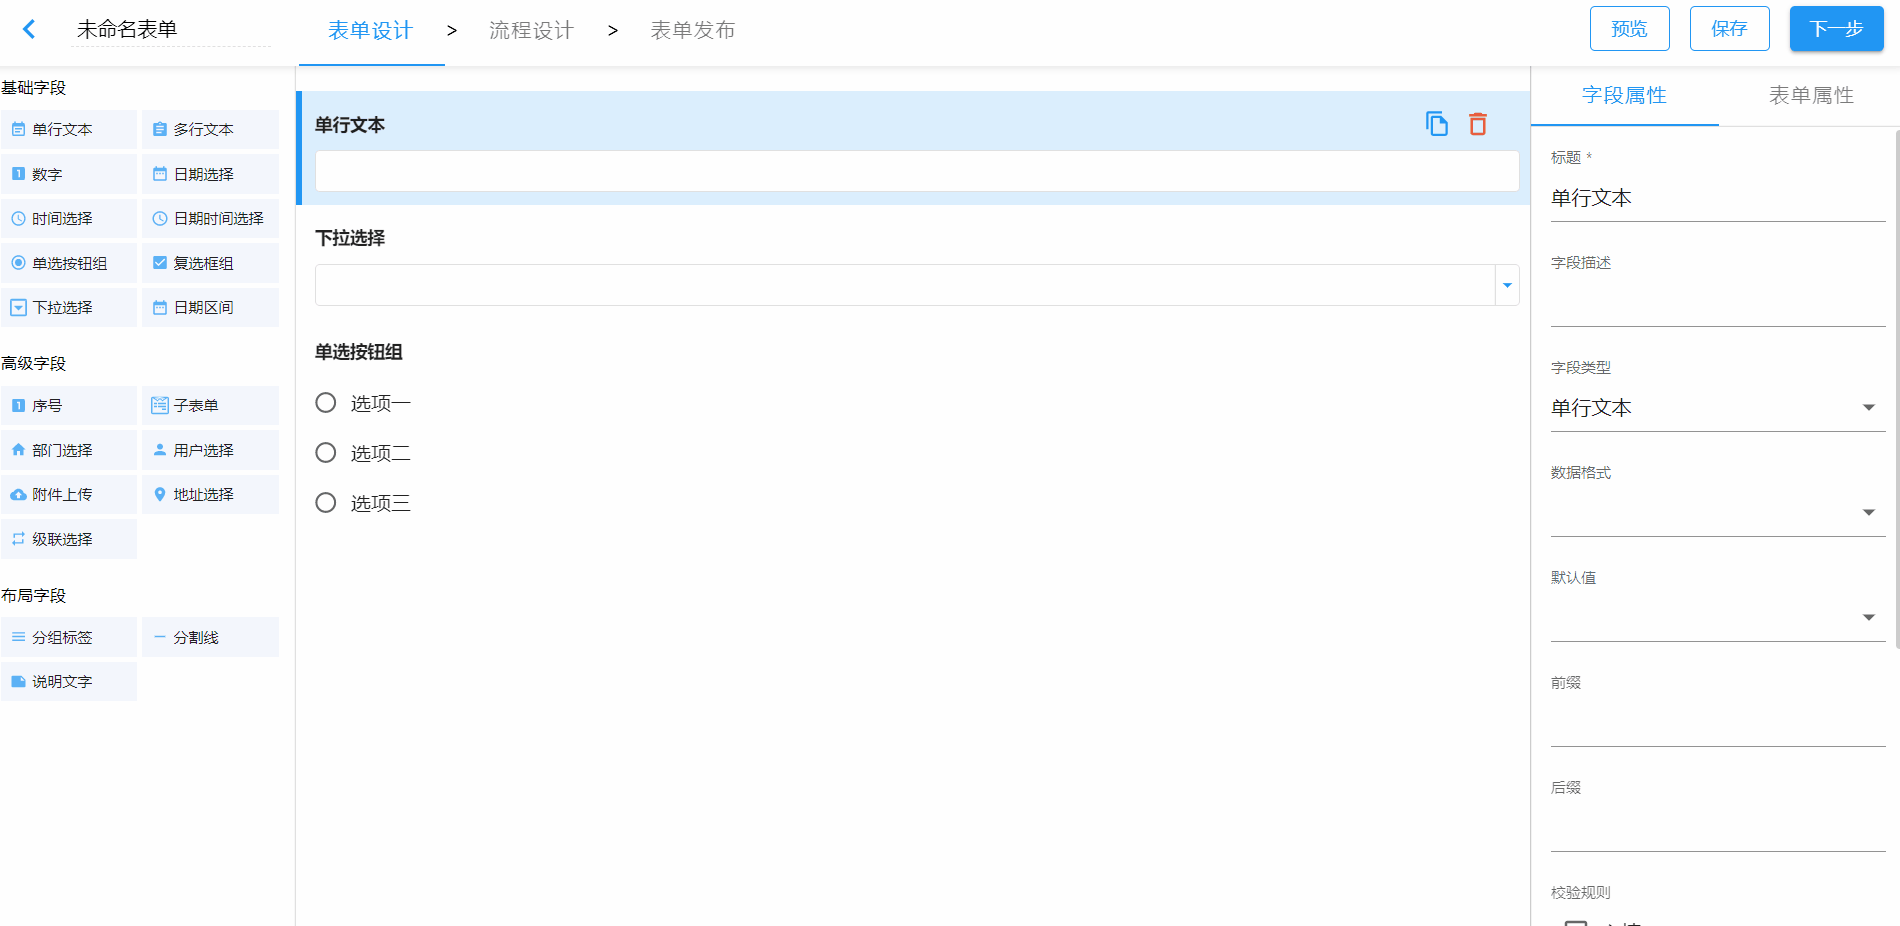 未命名表单
表单设计 > 流程设计 > 表单发布
预览 保存 下一步
基础字段
单行文本 多行文本
数字 日期选择
时间选择 日期时间选择
单选按钮组 复选框组
下拉选择 日期区间
高级字段
序号 子表单
部门选择 用户选择
附件上传 地址选择
级联选择
布局字段
分组标签 分割线
说明文字
单行文本
下拉选择
单选按钮组
选项一
选项二
选项三
字段属性 表单属性
标题 *
单行文本
字段描述
字段类型
单行文本
数据格式
默认值
前缀
后缀
校验规则